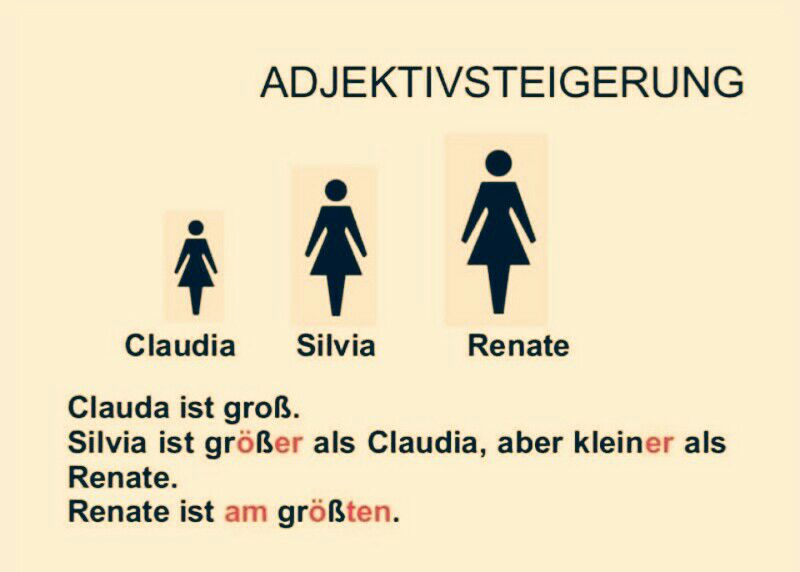 ADJEKTIVSTEIGERUNG
Claudia Silvia Renate
Clauda ist groß.
Silvia ist größer als Claudia, aber kleiner als
Renate.
Renate ist am größten.